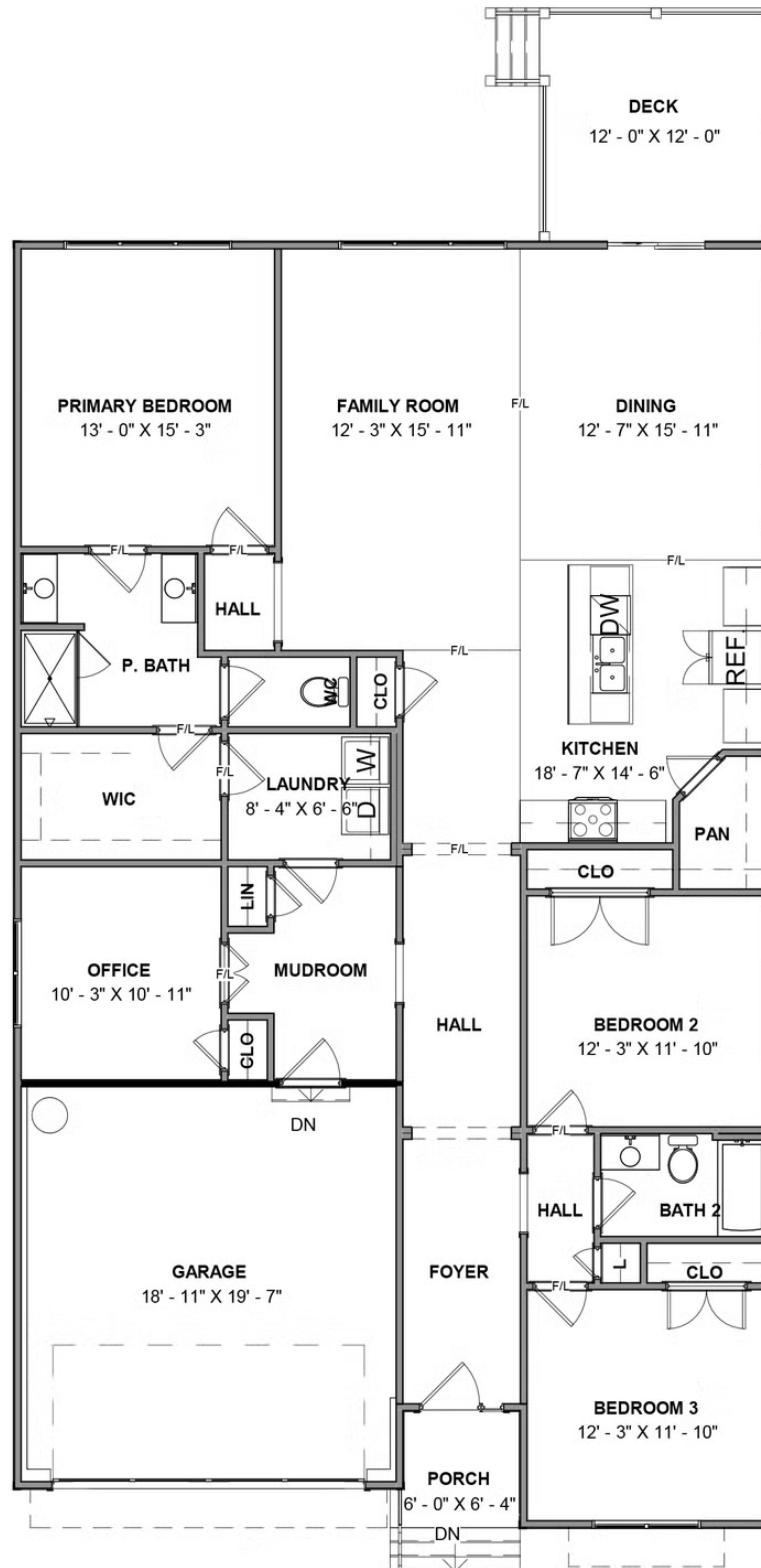 DECK
12' - 0" X 12' - 0"
PRIMARY BEDROOM
13' - 0" X 15' - 3"
FAMILY ROOM
12' - 3" X 15' - 11"
F/L
DINING
12' - 7" X 15' - 11"
F/L
F/L
F/L
HALL
DW
REF
P. BATH
WC
CLO
F/L
F/L
KITCHEN
18' - 7" X 14' - 6"
WIC
F/L
LAUNDRY
8' - 4" X 6' - 6"
W
D
PAN
F/L
CLO
LIN
OFFICE
10' - 3" X 10' - 11"
F/L
MUDROOM
CLO
HALL
BEDROOM 2
12' - 3" X 11' - 10"
DN
F/L
HALL
BATH 2
L
CLO
F/L
GARAGE
18' - 11" X 19' - 7"
FOYER
BEDROOM 3
12' - 3" X 11' - 10"
PORCH
6' - 0" X 6' - 4"
DN